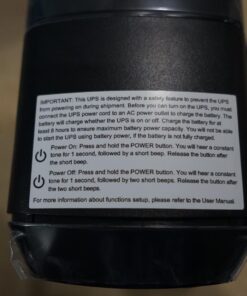 IMPORTANT: This UPS is designed with a safety feature to prevent the UPS
from powering on during shipment. Before you can turn on the UPS, you must
connect the UPS power cord to an AC power outlet to charge the battery. The
battery will charge whether the UPS is on or off. Charge the battery for at
least 8 hours to ensure maximum battery power capacity. You will not be able
to start the UPS using battery power, if the battery is not fully charged.
Power On: Press and hold the POWER button. You will hear a constant
tone for 1 second, followed by a short beep. Release the button after
the short beep.
Power Off: Press and hold the POWER button. You will hear a constant
tone for 1 second, followed by two short beeps. Release the button after
the two short beeps.
For more information about functions setup, please refer to the User Manual.